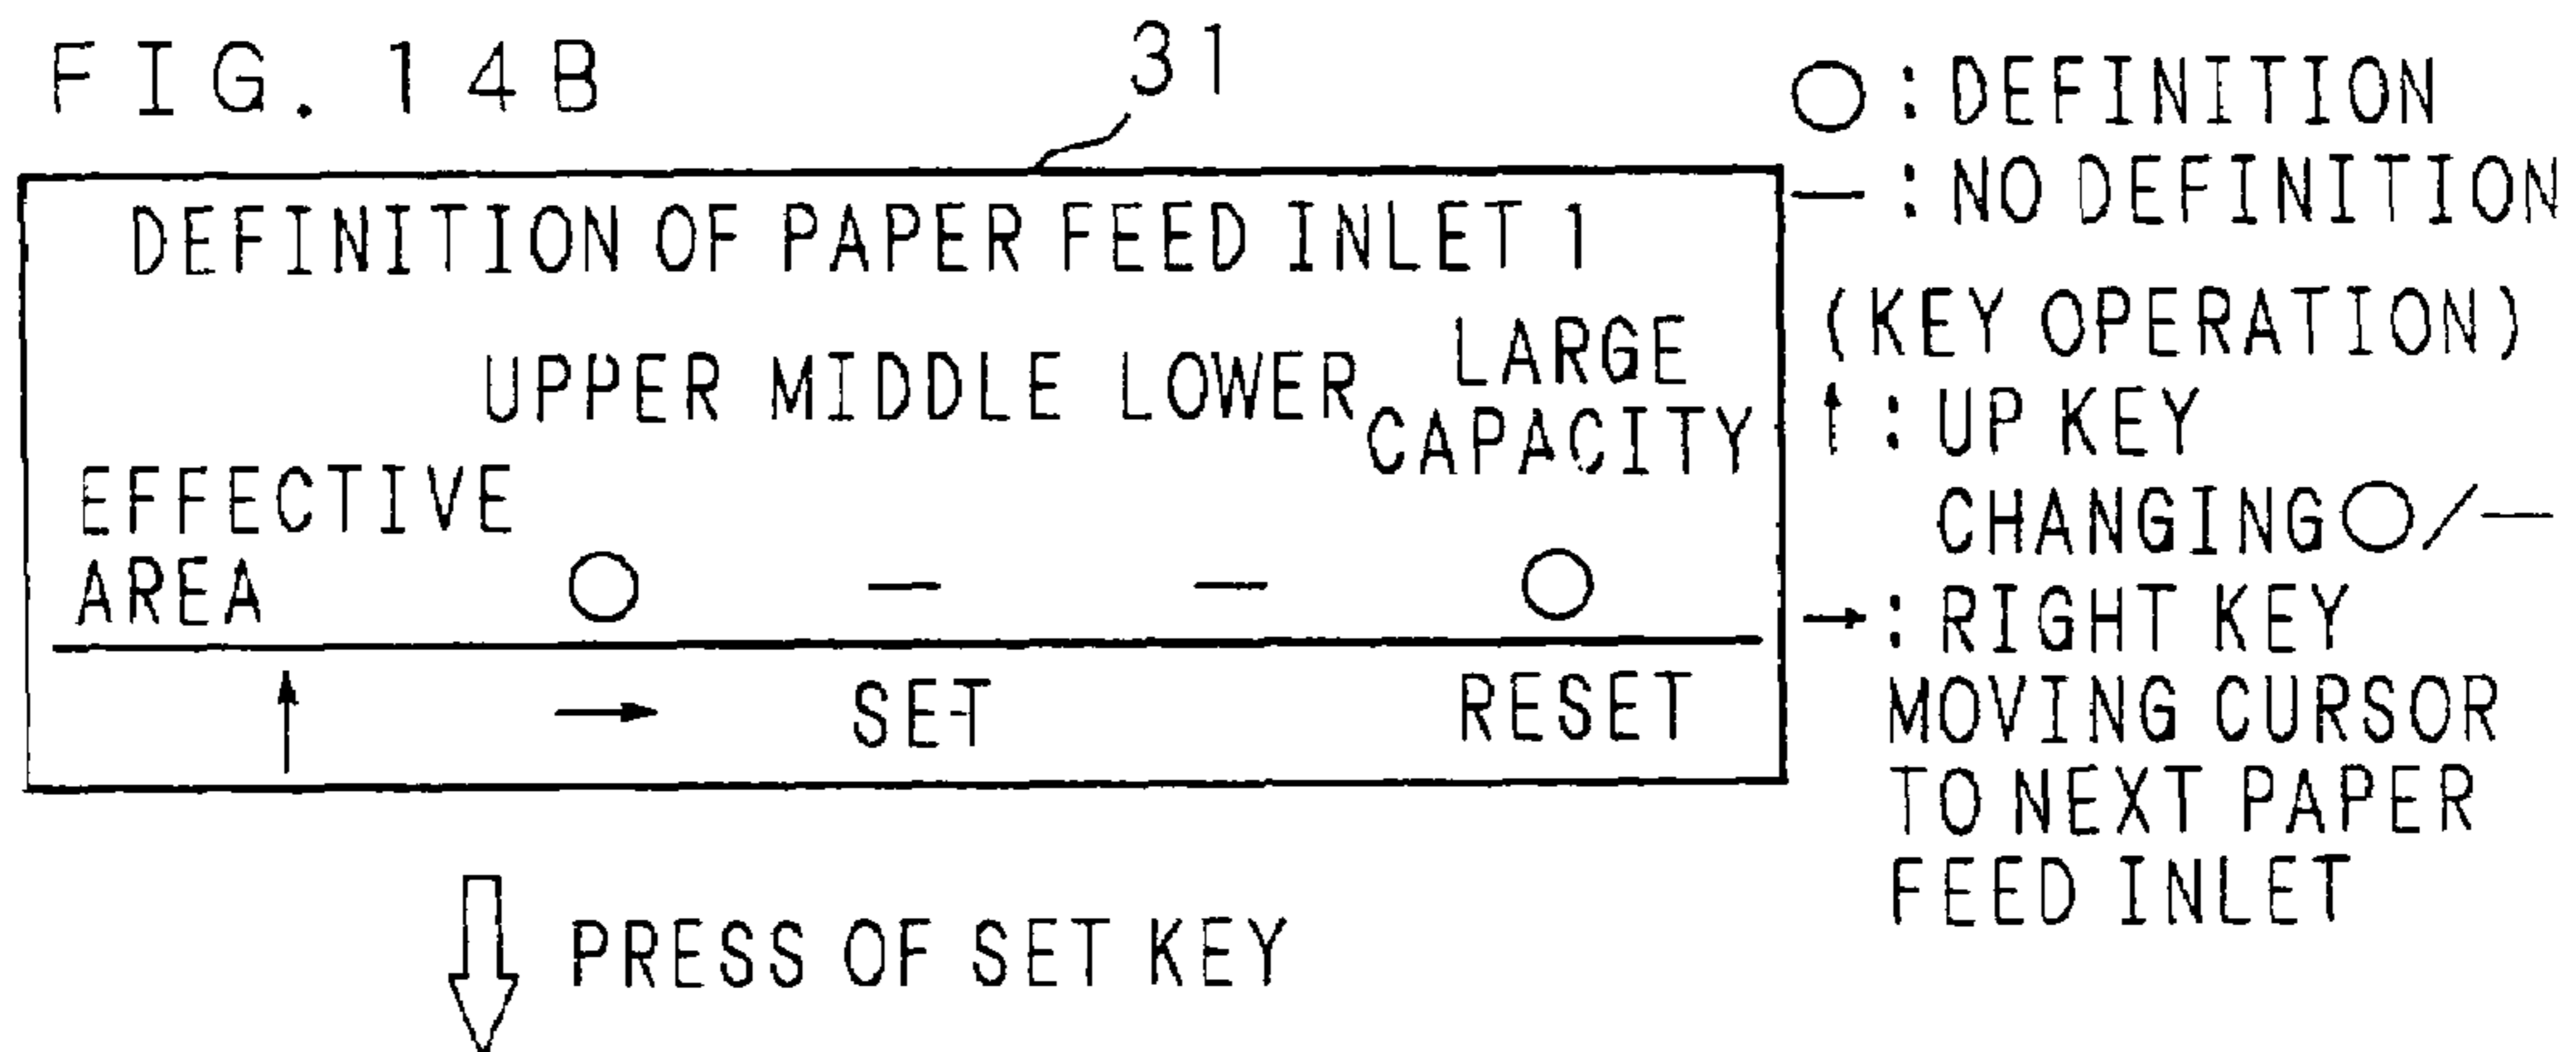 FIG. 14B
31
DEFINITION OF PAPER FEED INLET 1
UPPER MIDDLE LOWER LARGE CAPACITY
EFFECTIVE AREA ○ — — ○
↑ → SET RESET
PRESS OF SET KEY
○ : DEFINITION
— : NO DEFINITION
(KEY OPERATION)
↑ : UP KEY
CHANGING ○/—
→ : RIGHT KEY
MOVING CURSOR
TO NEXT PAPER
FEED INLET